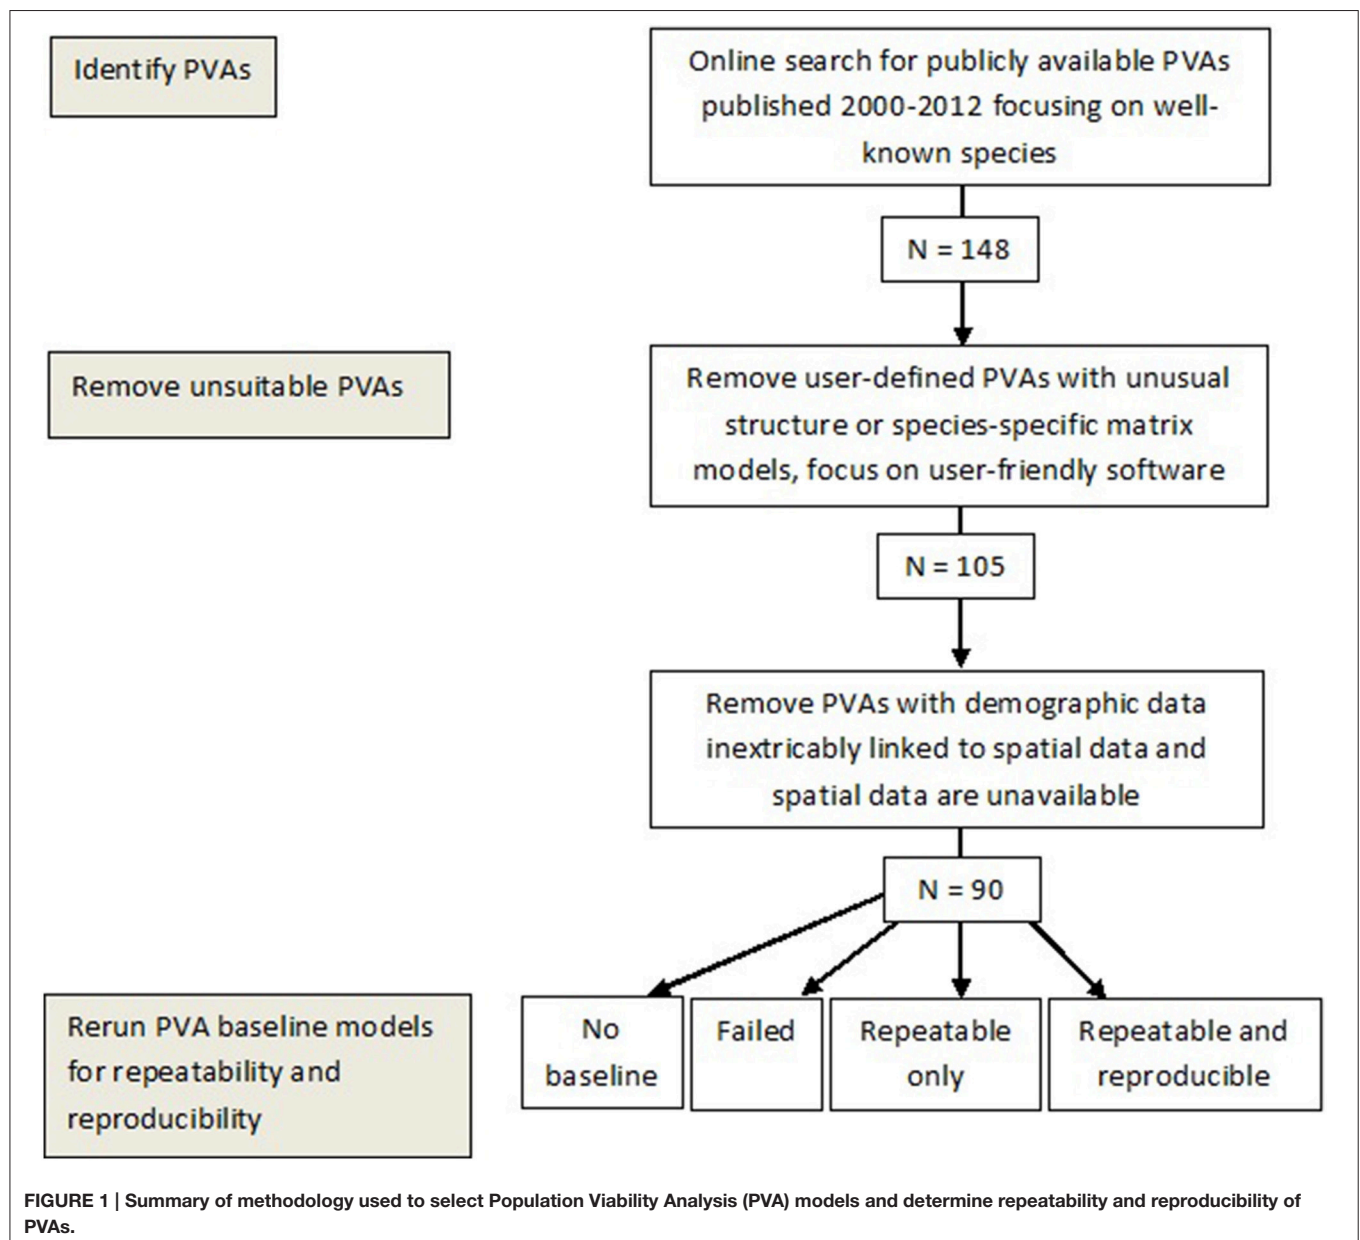 Identify PVAs
Online search for publicly available PVAs
published 2000-2012 focusing on well-
known species
N = 148
Remove unsuitable PVAs
Remove user-defined PVAs with unusual
structure or species-specific matrix
models, focus on user-friendly software
N = 105
Remove PVAs with demographic data
inextricably linked to spatial data and
spatial data are unavailable
N = 90
Rerun PVA baseline models
for repeatability and
reproducibility
No
baseline
Failed
Repeatable
only
Repeatable and
reproducible
FIGURE 1 | Summary of methodology used to select Population Viability Analysis (PVA) models and determine repeatability and reproducibility of
PVAs.